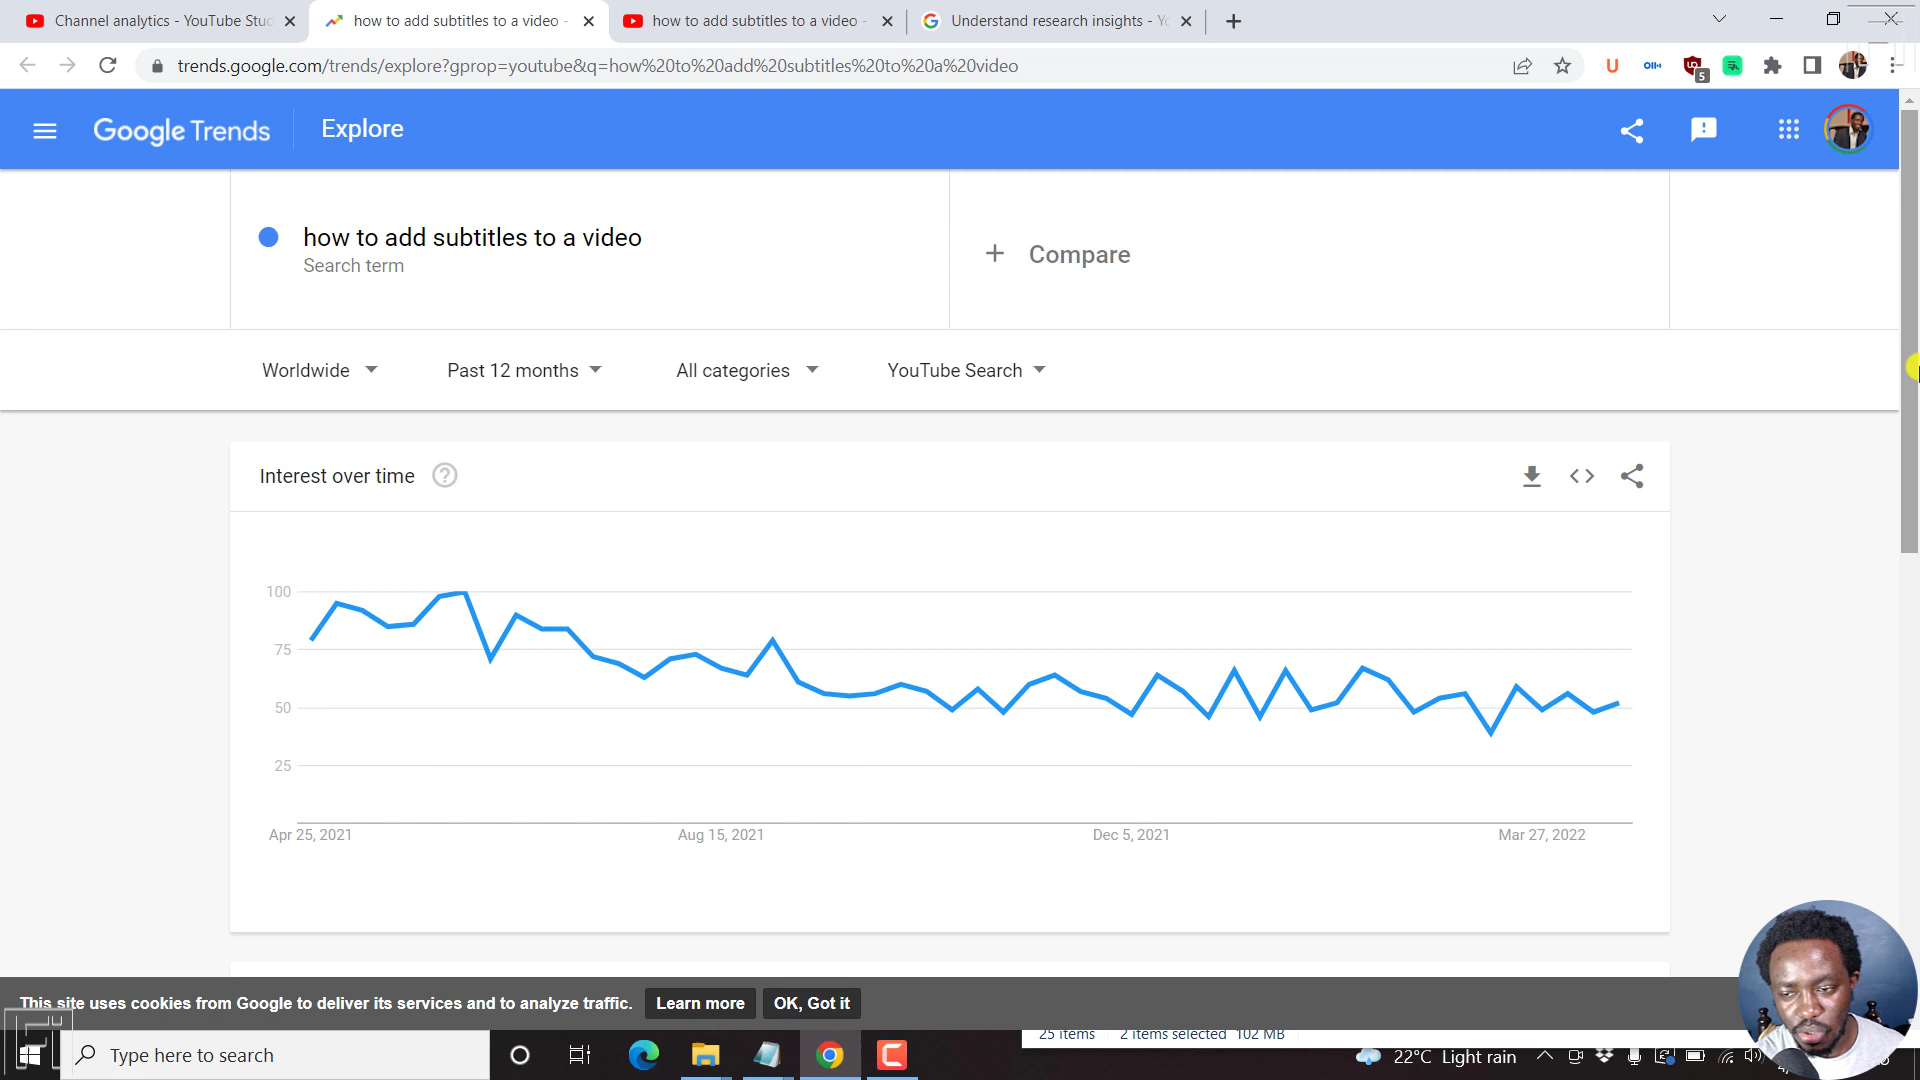 Channel analytics - YouTube Stu
how to add subtitles to a video -
how to add subtitles to a video -
Understand research insights - Yo
trends.google.com/trends/explore?gprop=youtube&q=how%20to%20add%20subtitles%20to%20a%20video
U
5
Google Trends
Explore
how to add subtitles to a video
Search term
+ Compare
Worldwide
Past 12 months
All categories
YouTube Search
Interest over time
100
75
50
25
Apr 25, 2021
Aug 15, 2021
Dec 5, 2021
Mar 27, 2022
This site uses cookies from Google to deliver its services and to analyze traffic.
Learn more
OK, Got it
25 items
2 items selected
102 MB
Type here to search
22°C Light rain